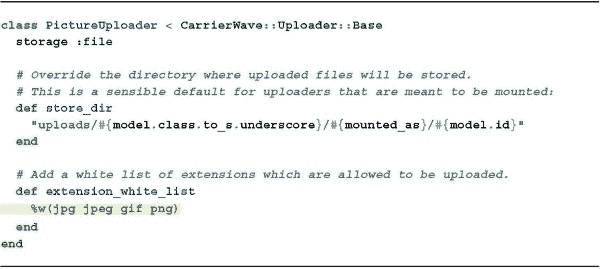 class PictureUploader < CarrierWave::Uploader::Base
  storage :file

  # Override the directory where uploaded files will be stored.
  # This is a sensible default for uploaders that are meant to be mounted:
  def store_dir
    "uploads/#{model.class.to_s.underscore}/#{mounted_as}/#{model.id}"
  end

  # Add a white list of extensions which are allowed to be uploaded.
  def extension_white_list
    %w(jpg jpeg gif png)
  end
end